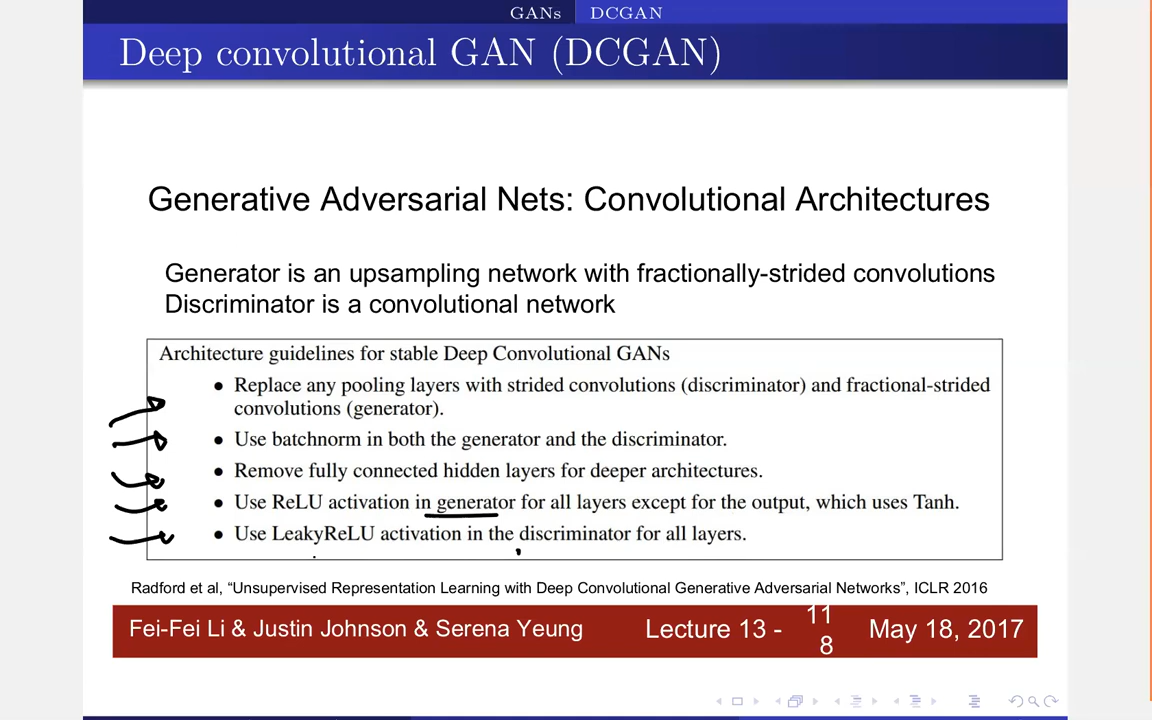 GANs DCGAN
Deep convolutional GAN (DCGAN)
Generative Adversarial Nets: Convolutional Architectures
Generator is an upsampling network with fractionally-strided convolutions
Discriminator is a convolutional network
Architecture guidelines for stable Deep Convolutional GANs
• Replace any pooling layers with strided convolutions (discriminator) and fractional-strided
convolutions (generator).
• Use batchnorm in both the generator and the discriminator.
• Remove fully connected hidden layers for deeper architectures.
• Use ReLU activation in generator for all layers except for the output, which uses Tanh.
• Use LeakyReLU activation in the discriminator for all layers.
Radford et al, “Unsupervised Representation Learning with Deep Convolutional Generative Adversarial Networks”, ICLR 2016
Fei-Fei Li & Justin Johnson & Serena Yeung Lecture 13 - 11 May 18, 2017
8